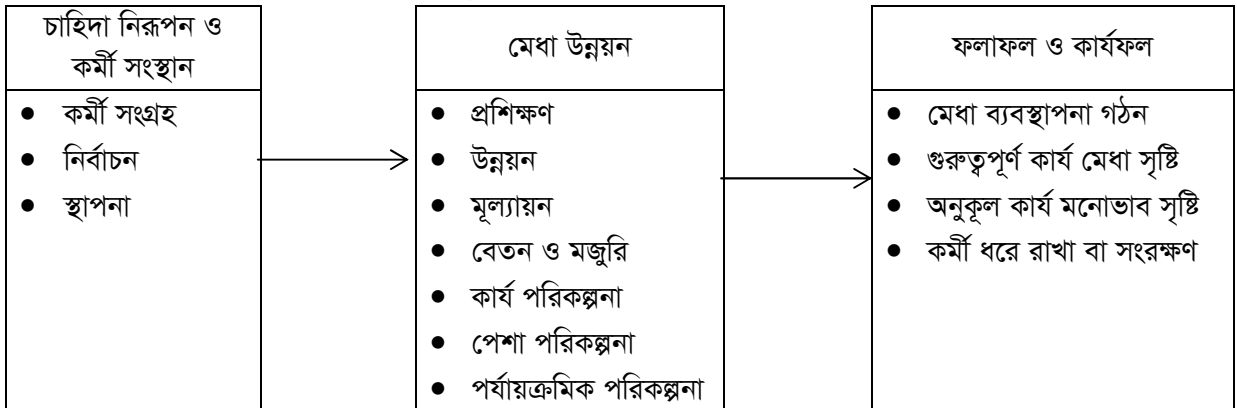 চাহিদা নিরূপন ও
কর্মী সংস্থান
• কর্মী সংগ্রহ
• নির্বাচন
• স্থাপনা
মেধা উন্নয়ন
• প্রশিক্ষণ
• উন্নয়ন
• মূল্যায়ন
• বেতন ও মজুরি
• কার্য পরিকল্পনা
• পেশা পরিকল্পনা
• পর্যায়ক্রমিক পরিকল্পনা
ফলাফল ও কার্যফল
• মেধা ব্যবস্থাপনা গঠন
• গুরুত্বপূর্ণ কার্য মেধা সৃষ্টি
• অনুকূল কার্য মনোভাব সৃষ্টি
• কর্মী ধরে রাখা বা সংরক্ষণ